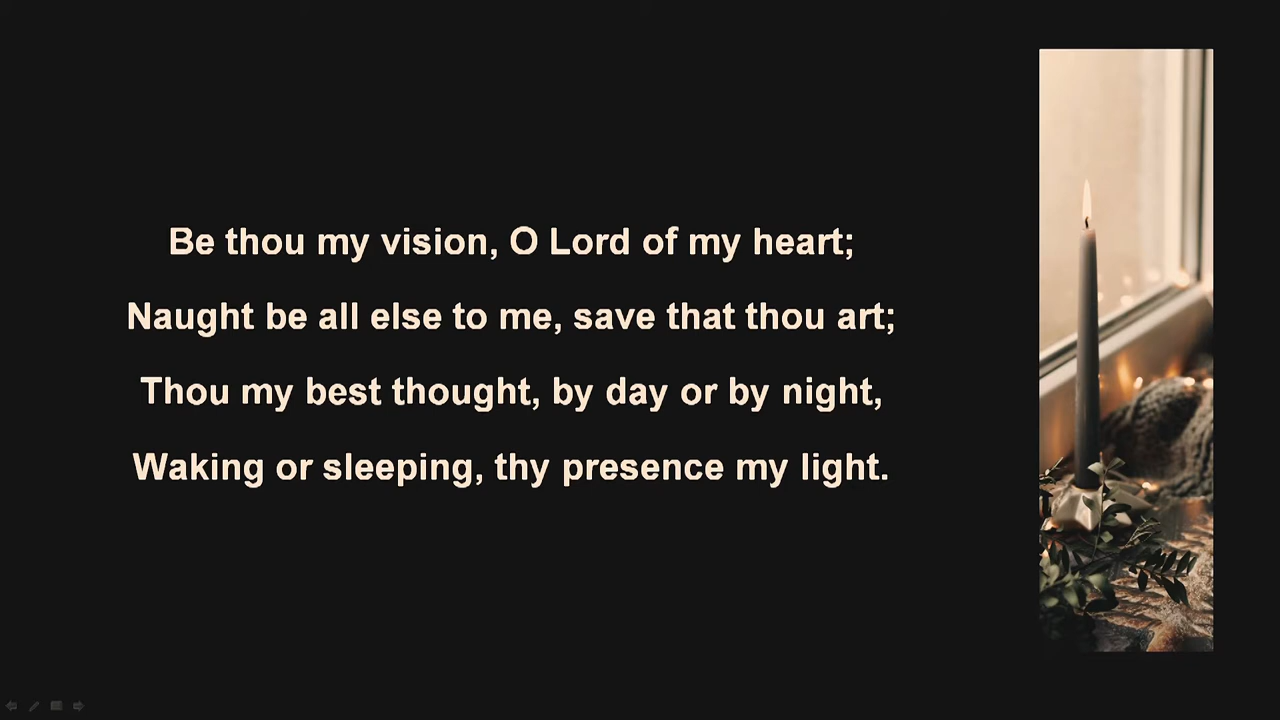 Be thou my vision, O Lord of my heart;
Naught be all else to me, save that thou art;
Thou my best thought, by day or by night,
Waking or sleeping, thy presence my light.